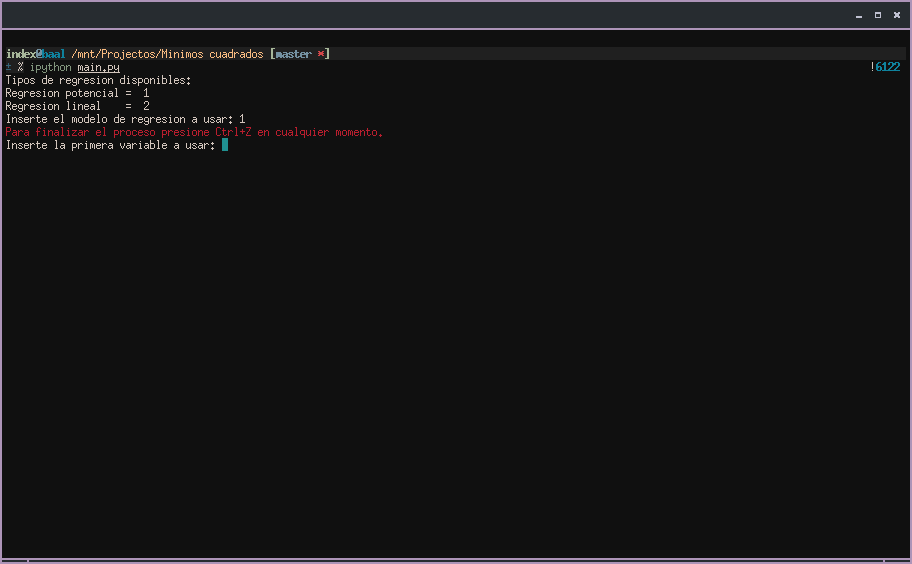 index@baal /mnt/Projectos/Minimos cuadrados [master *]
± % ipython main.py !6122
Tipos de regresion disponibles:
Regresion potencial =  1
Regresion lineal    =  2
Inserte el modelo de regresion a usar: 1
Para finalizar el proceso presione Ctrl+Z en cualquier momento.
Inserte la primera variable a usar: